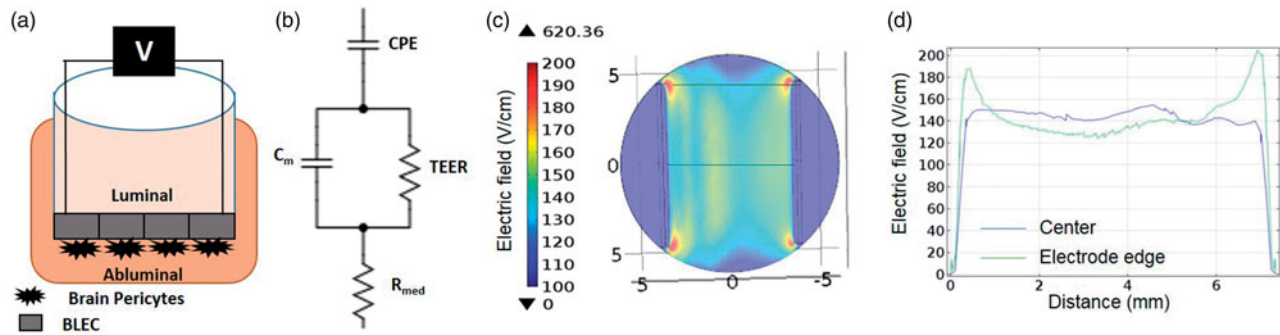 (a)
V
Luminal
Abluminal
Brain Pericytes
BLEC
(b)
CPE
Cm
TEER
Rmed
(c)
▲ 620.36
Electric field (V/cm)
200
190
180
170
160
150
140
130
120
110
100
▼ 0
5
0
5
5
0
-5
(d)
Electric field (V/cm)
200
180
160
140
120
100
80
60
40
20
0
Center
Electrode edge
0
2
4
6
Distance (mm)